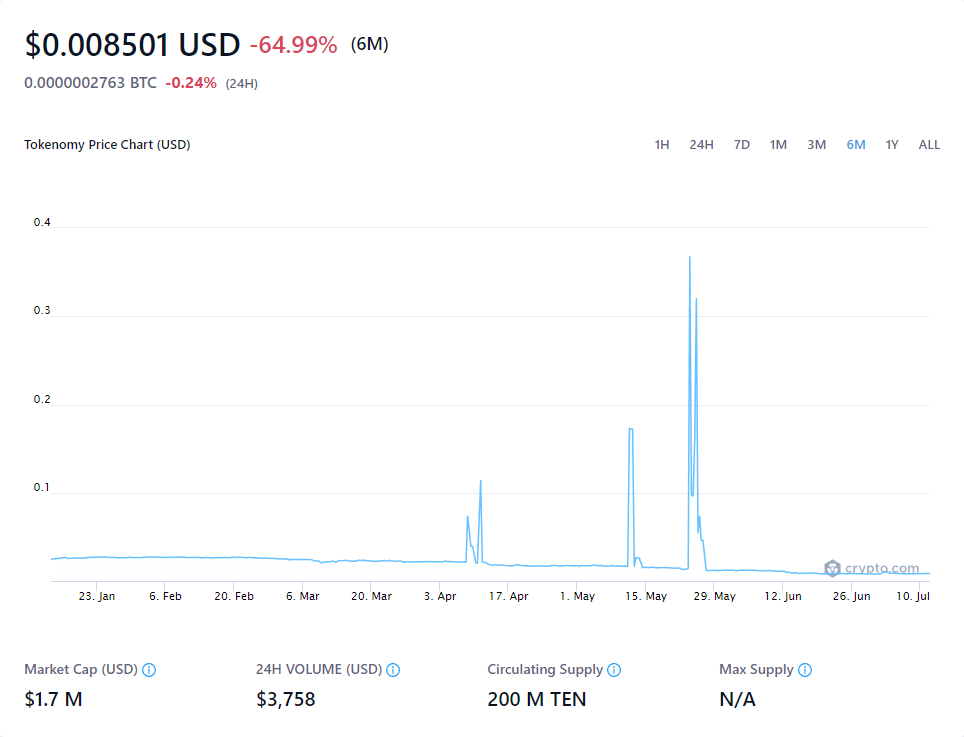 $0.008501 USD -64.99% (6M)
0.0000002763 BTC -0.24% (24H)
Tokenomy Price Chart (USD) 1H 24H 7D 1M 3M 6M 1Y ALL
0.4
0.3
0.2
0.1
crypto.com
23. Jan 6. Feb 20. Feb 6. Mar 20. Mar 3. Apr 17. Apr 1. May 15. May 29. May 12. Jun 26. Jun 10. Jul
Market Cap (USD) 24H VOLUME (USD) Circulating Supply Max Supply
$1.7 M $3,758 200 M TEN N/A